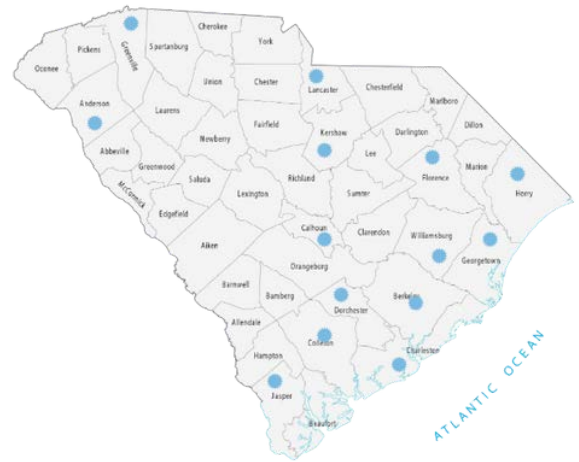 Cherokee
Greenville
Spartanburg
York
Pickens
Oconee
Union
Chester
Lancaster
Chesterfield
Marlboro
Anderson
Laurens
Fairfield
Kershaw
Darlington
Dillon
Newberry
Abbeville
Greenwood
Lee
Marion
Saluda
Richland
Florence
McCormick
Lexington
Sumter
Horry
Edgefield
Calhoun
Clarendon
Williamsburg
Aiken
Georgetown
Orangeburg
Barnwell
Bamberg
Berkeley
Dorchester
Allendale
Colleton
Charleston
Hampton
Jasper
Beaufort
ATLANTIC OCEAN